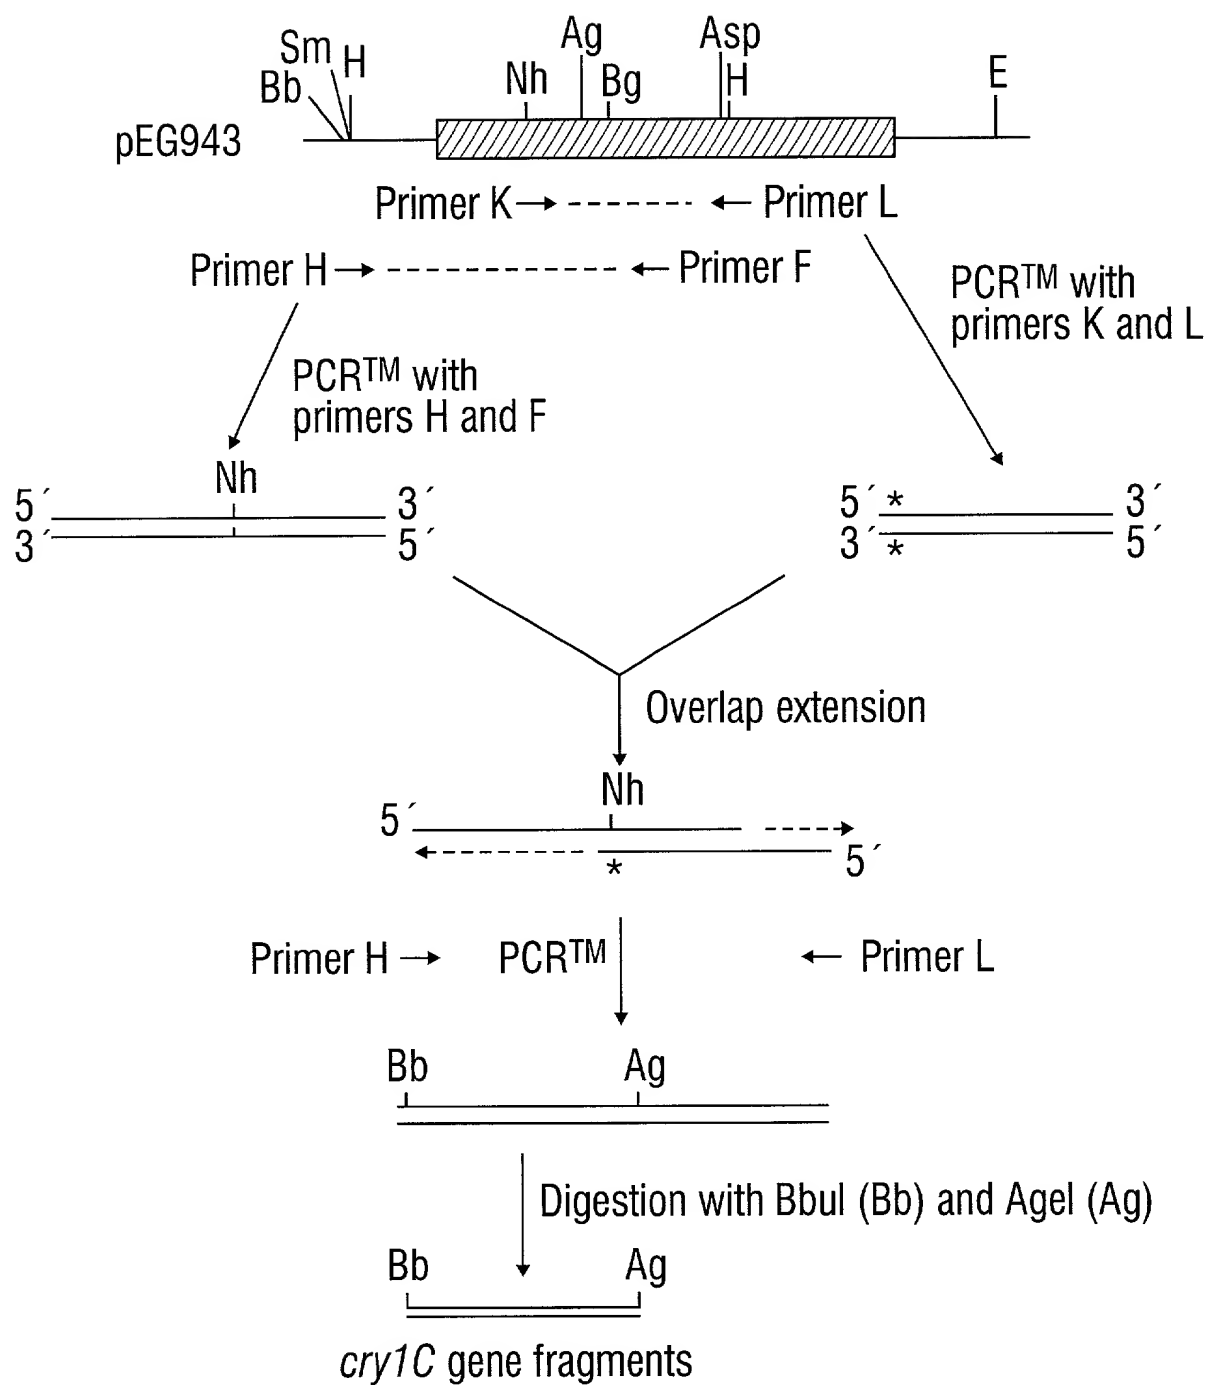 Sm H Ag Asp
Bb Nh Bg H E
pEG943
Primer K Primer L
Primer H Primer F
PCR™ with
primers K and L
PCR™ with
primers H and F
Nh
5´ 3´
3´ 5´
5´ * 3´
3´ * 5´
Overlap extension
Nh
5´
* 5´
Primer H PCR™ Primer L
Bb Ag
Digestion with BbuI (Bb) and AgeI (Ag)
Bb Ag
cry1C gene fragments